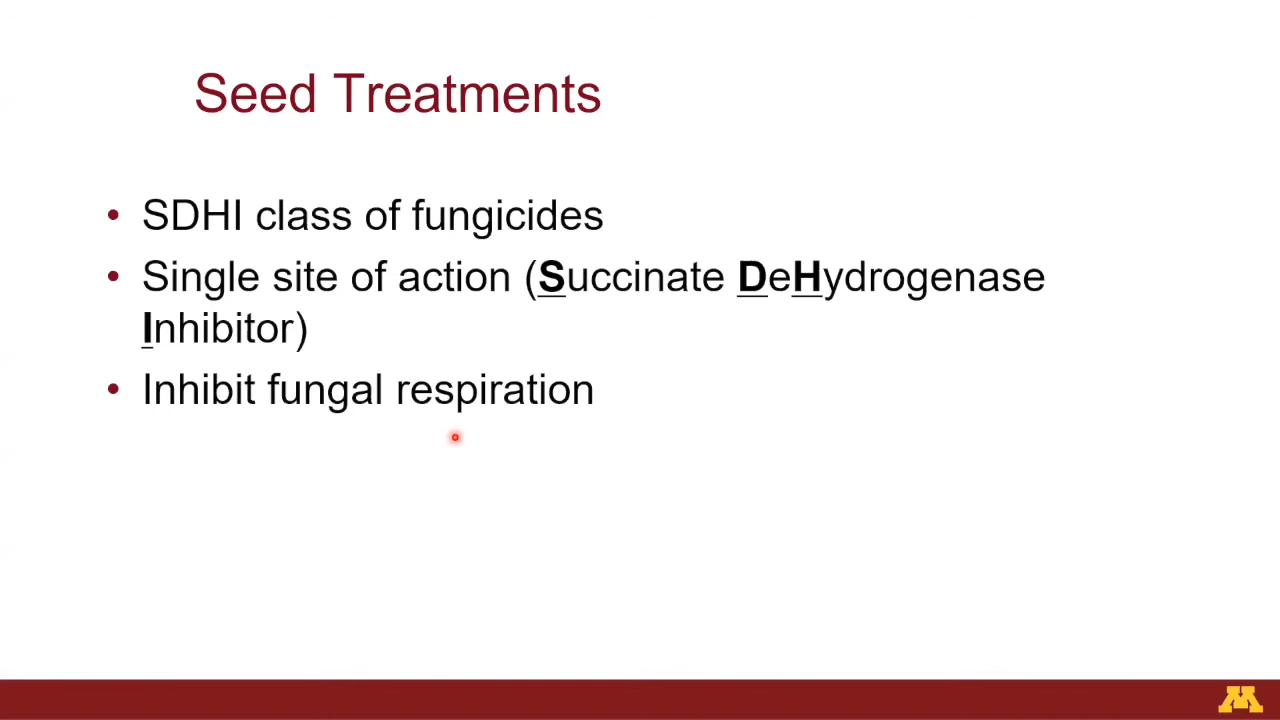 Seed Treatments
• SDHI class of fungicides
• Single site of action (Succinate DeHydrogenase
Inhibitor)
• Inhibit fungal respiration
M